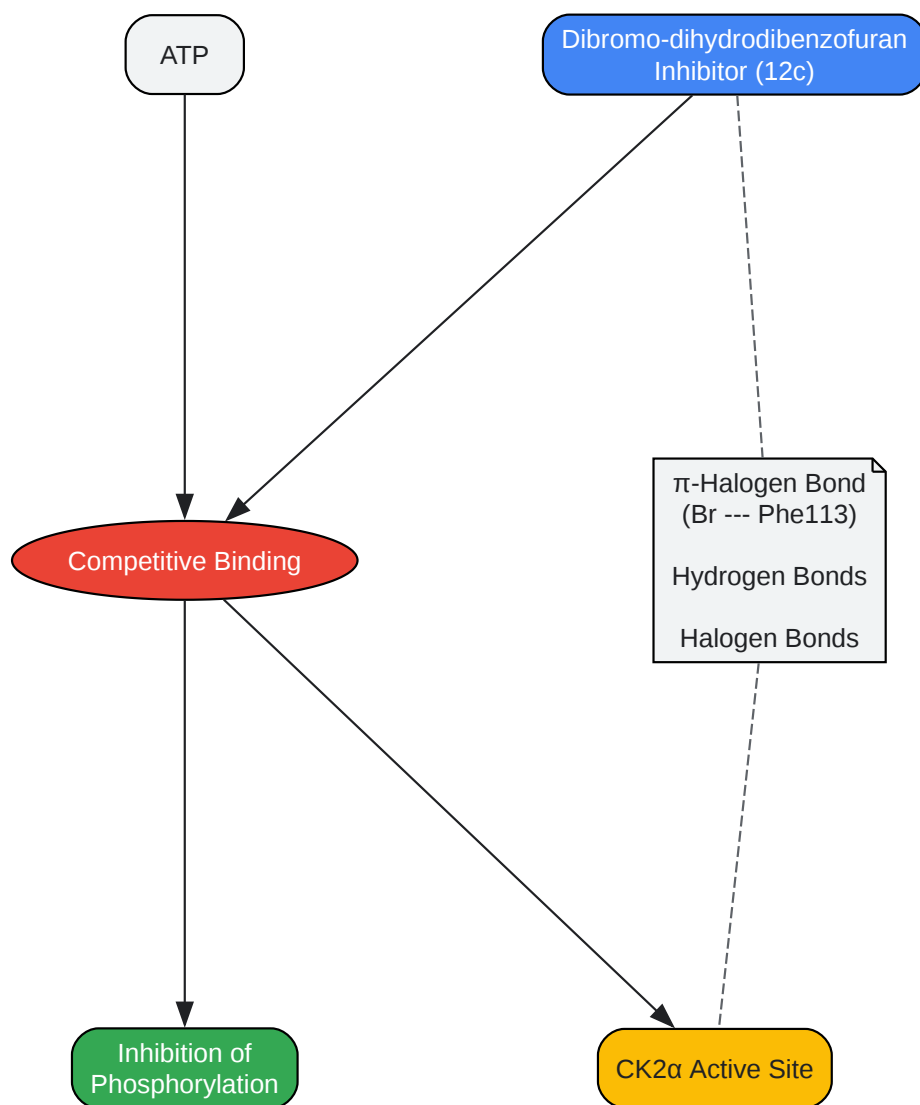 ATP
Dibromo-dihydrodibenzofuran
Inhibitor (12c)
π-Halogen Bond
(Br --- Phe113)
Hydrogen Bonds
Halogen Bonds
Competitive Binding
Inhibition of
Phosphorylation
CK2α Active Site